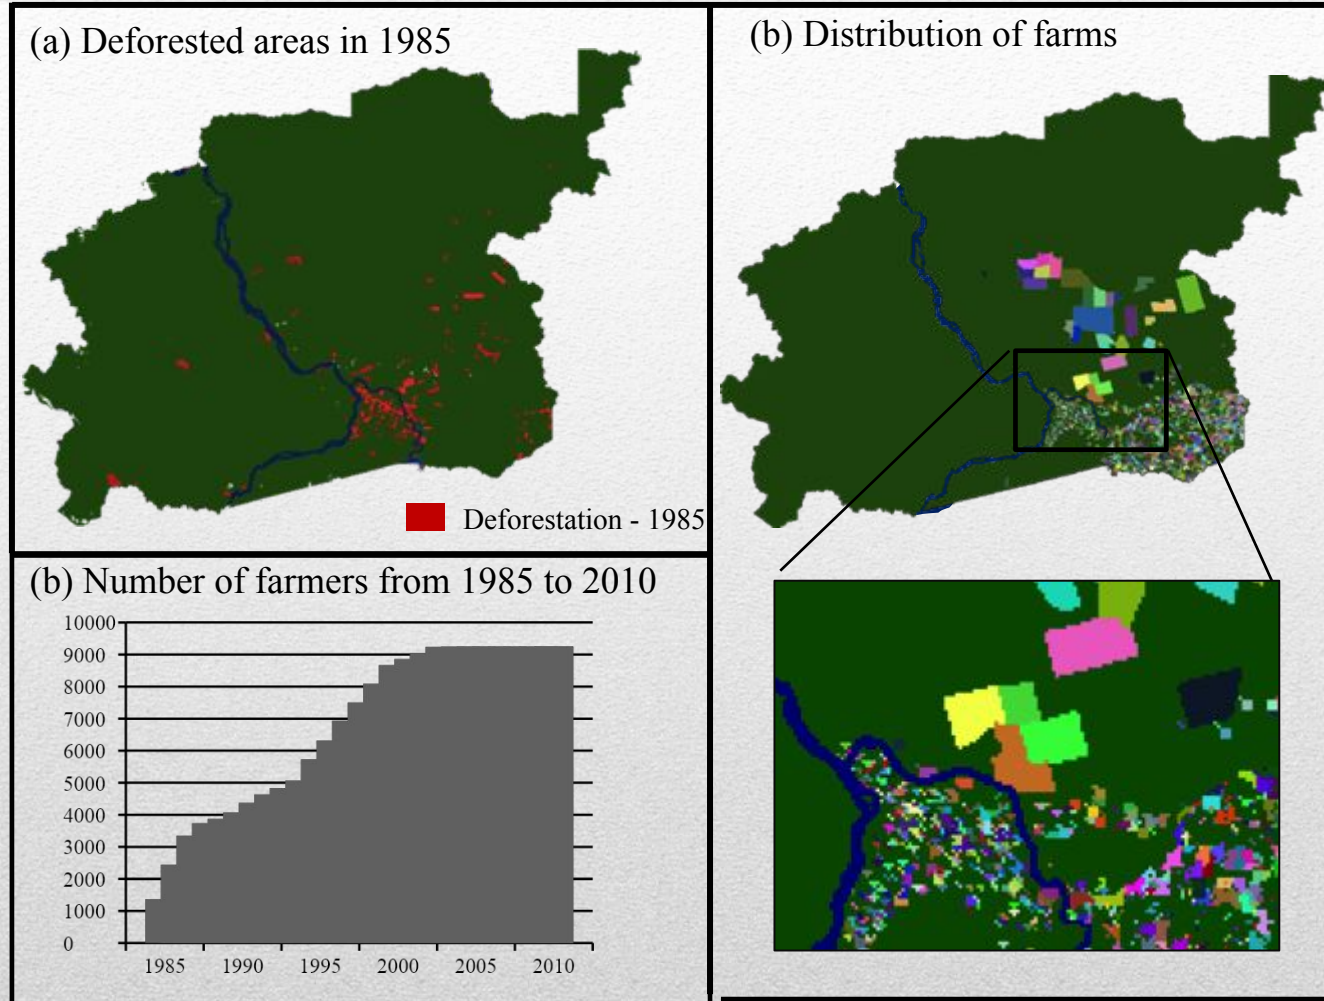 (a) Deforested areas in 1985
Deforestation - 1985
(b) Distribution of farms
(b) Number of farmers from 1985 to 2010
10000
9000
8000
7000
6000
5000
4000
3000
2000
1000
0
1985 1990 1995 2000 2005 2010